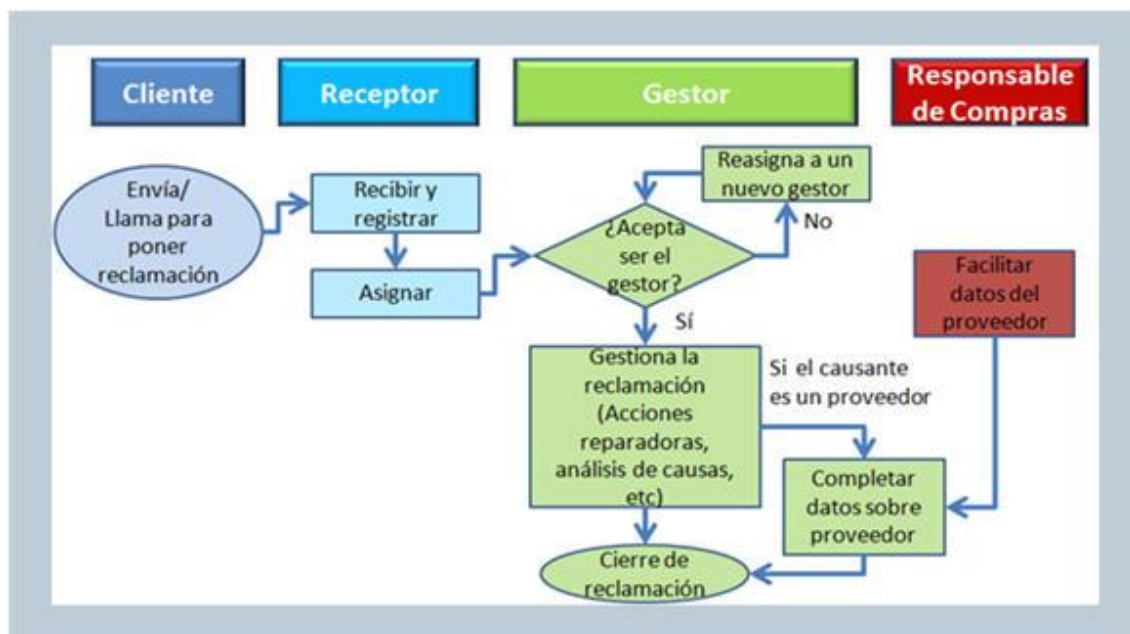 Cliente
Receptor
Gestor
Responsable
de Compras
Envía/
Llama para
poner
reclamación
Recibir y
registrar
Asignar
¿Acepta
ser el
gestor?
Reasigna a un
nuevo gestor
No
Sí
Facilitar
datos del
proveedor
Gestiona la
reclamación
(Acciones
reparadoras,
análisis de causas,
etc)
Si el causante
es un proveedor
Completar
datos sobre
proveedor
Cierre de
reclamación